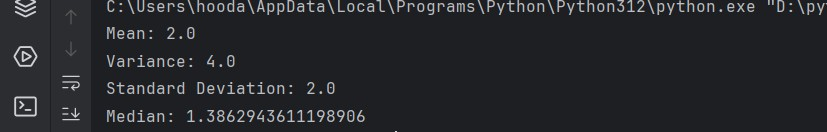 C:\Users\hooda\AppData\Local\Programs\Python\Python312\python.exe "D:\py
Mean: 2.0
Variance: 4.0
Standard Deviation: 2.0
Median: 1.3862943611198906